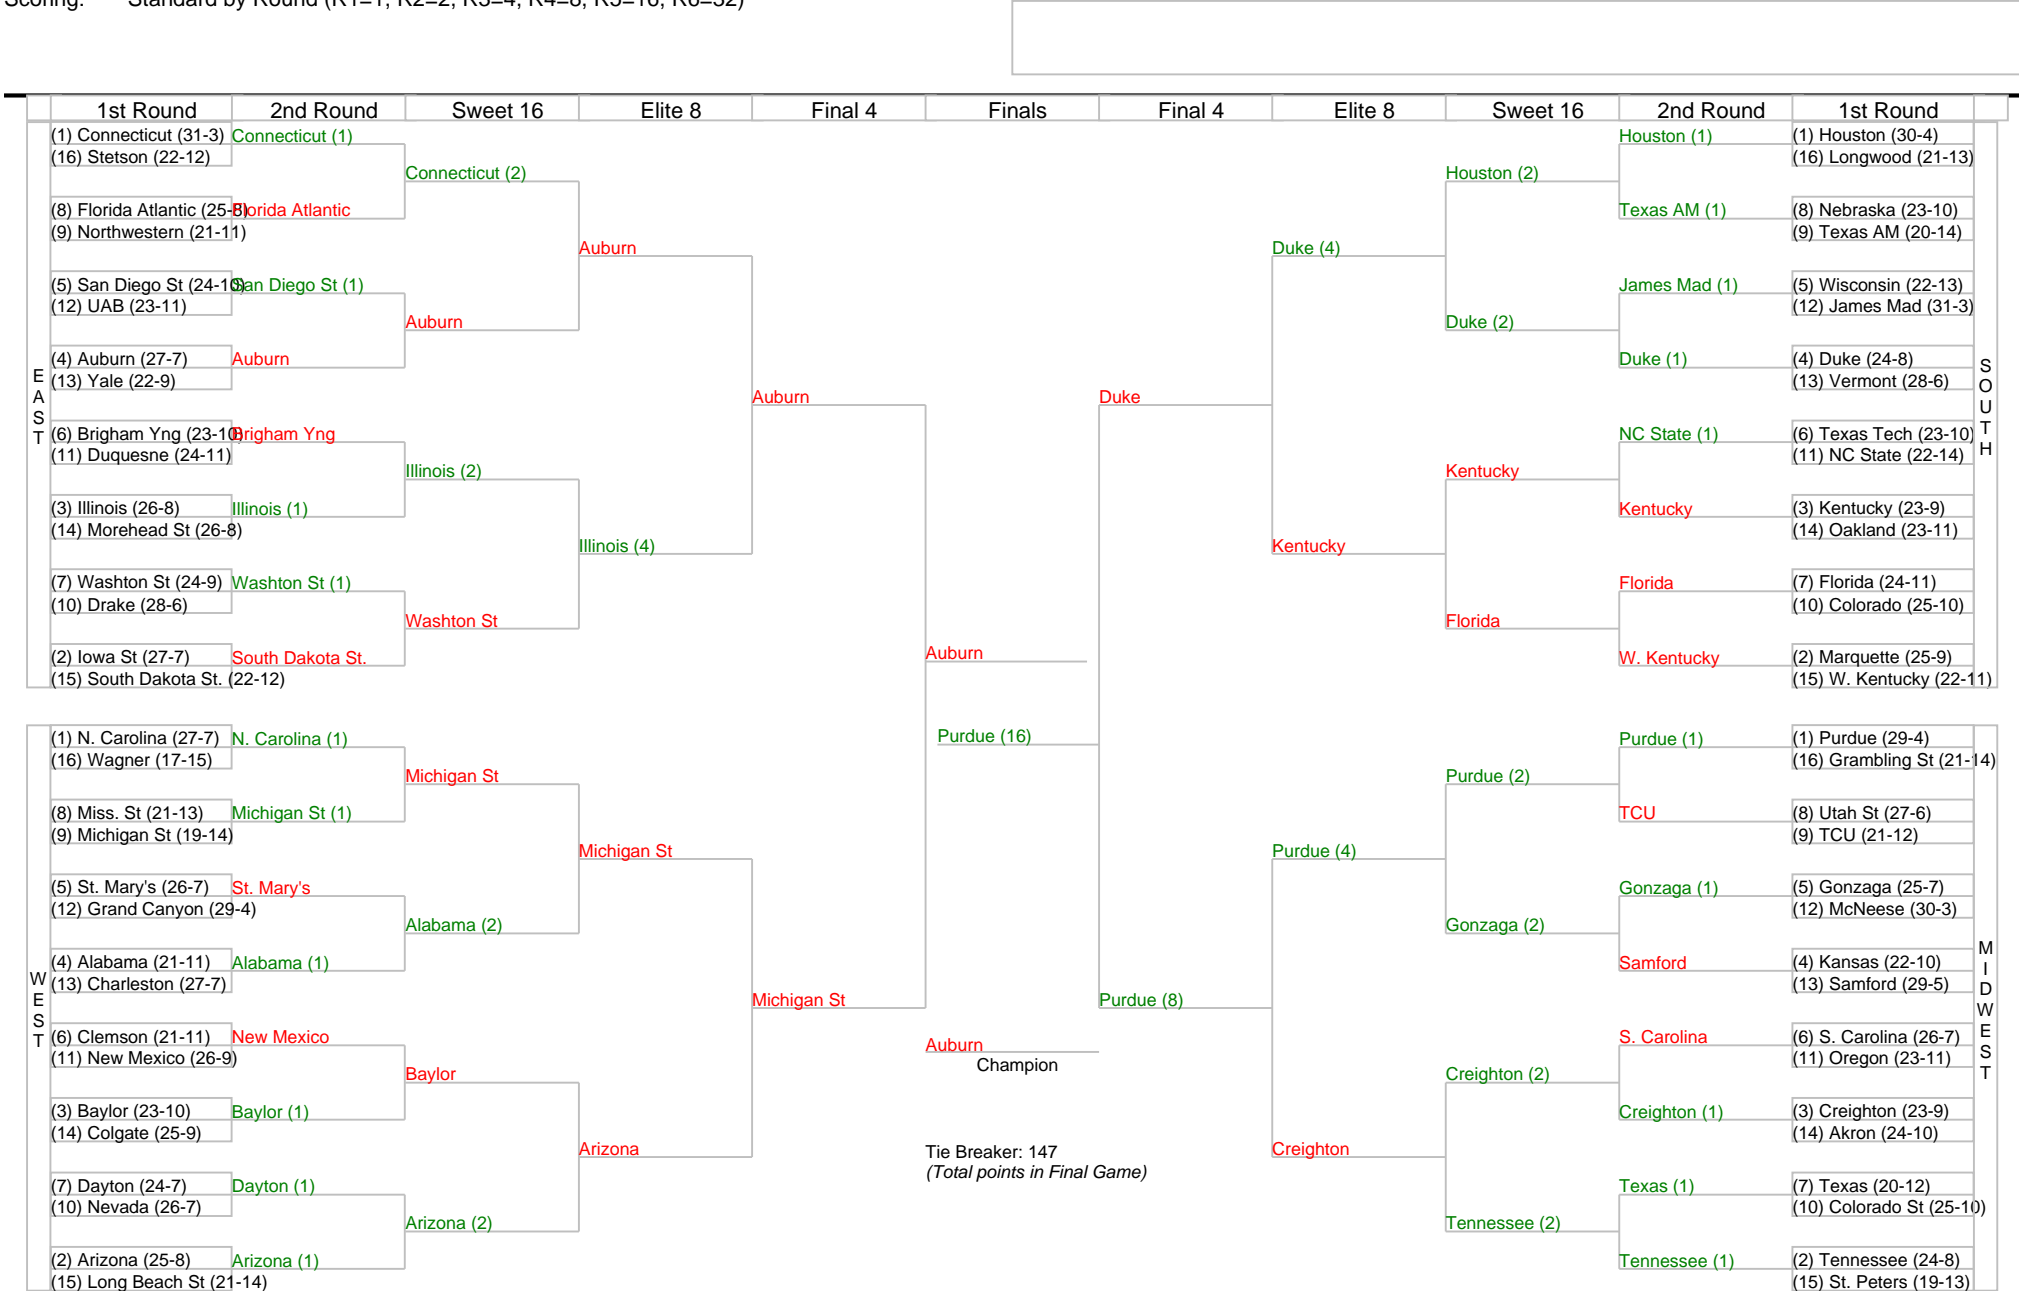 Scoring: Standard by Round (R1=1, R2=2, R3=4, R4=8, R5=16, R6=32)
1st Round 2nd Round Sweet 16 Elite 8 Final 4 Finals Final 4 Elite 8 Sweet 16 2nd Round 1st Round
EAST
(1) Connecticut (31-3)
(16) Stetson (22-12)
(8) Florida Atlantic (25-8)
(9) Northwestern (21-11)
(5) San Diego St (24-10)
(12) UAB (23-11)
(4) Auburn (27-7)
(13) Yale (22-9)
(6) Brigham Yng (23-10)
(11) Duquesne (24-11)
(3) Illinois (26-8)
(14) Morehead St (26-8)
(7) Washton St (24-9)
(10) Drake (28-6)
(2) Iowa St (27-7)
(15) South Dakota St. (22-12)
Connecticut (1)
Florida Atlantic
San Diego St (1)
Auburn
Brigham Yng
Illinois (1)
Washton St (1)
South Dakota St.
Connecticut (2)
Auburn
Illinois (2)
Washton St
Auburn
Illinois (4)
Auburn
WEST
(1) N. Carolina (27-7)
(16) Wagner (17-15)
(8) Miss. St (21-13)
(9) Michigan St (19-14)
(5) St. Mary's (26-7)
(12) Grand Canyon (29-4)
(4) Alabama (21-11)
(13) Charleston (27-7)
(6) Clemson (21-11)
(11) New Mexico (26-9)
(3) Baylor (23-10)
(14) Colgate (25-9)
(7) Dayton (24-7)
(10) Nevada (26-7)
(2) Arizona (25-8)
(15) Long Beach St (21-14)
N. Carolina (1)
Michigan St (1)
St. Mary's
Alabama (1)
New Mexico
Baylor (1)
Dayton (1)
Arizona (1)
Michigan St
Alabama (2)
Baylor
Arizona (2)
Michigan St
Arizona
Michigan St
Auburn
Purdue (16)
Auburn
Champion
Tie Breaker: 147
(Total points in Final Game)
Duke
Duke (4)
Kentucky
Houston (2)
Duke (2)
Kentucky
Florida
Houston (1)
Texas AM (1)
James Mad (1)
Duke (1)
NC State (1)
Kentucky
Florida
W. Kentucky
(1) Houston (30-4)
(16) Longwood (21-13)
(8) Nebraska (23-10)
(9) Texas AM (20-14)
(5) Wisconsin (22-13)
(12) James Mad (31-3)
(4) Duke (24-8)
(13) Vermont (28-6)
(6) Texas Tech (23-10)
(11) NC State (22-14)
(3) Kentucky (23-9)
(14) Oakland (23-11)
(7) Florida (24-11)
(10) Colorado (25-10)
(2) Marquette (25-9)
(15) W. Kentucky (22-11)
SOUTH
Purdue (8)
Purdue (4)
Creighton
Purdue (2)
Gonzaga (2)
Creighton (2)
Tennessee (2)
Purdue (1)
TCU
Gonzaga (1)
Samford
S. Carolina
Creighton (1)
Texas (1)
Tennessee (1)
(1) Purdue (29-4)
(16) Grambling St (21-14)
(8) Utah St (27-6)
(9) TCU (21-12)
(5) Gonzaga (25-7)
(12) McNeese (30-3)
(4) Kansas (22-10)
(13) Samford (29-5)
(6) S. Carolina (26-7)
(11) Oregon (23-11)
(3) Creighton (23-9)
(14) Akron (24-10)
(7) Texas (20-12)
(10) Colorado St (25-10)
(2) Tennessee (24-8)
(15) St. Peters (19-13)
MIDWEST